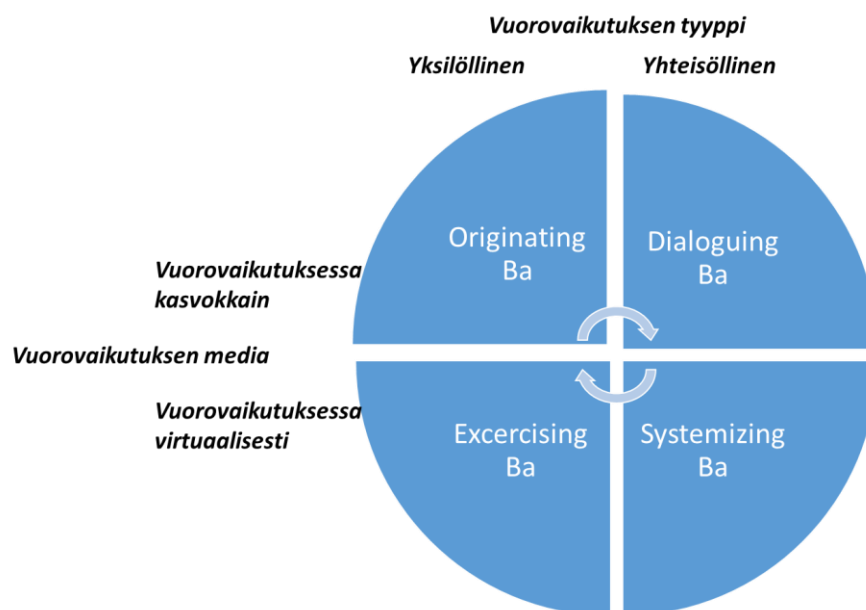 Vuorovaikutuksen tyyppi
Yksilöllinen
Yhteisöllinen
Originating
Ba
Dialoguing
Ba
Vuorovaikutuksessa
kasvokkain
Vuorovaikutuksen media
Vuorovaikutuksessa
virtuaalisesti
Excercising
Ba
Systemizing
Ba